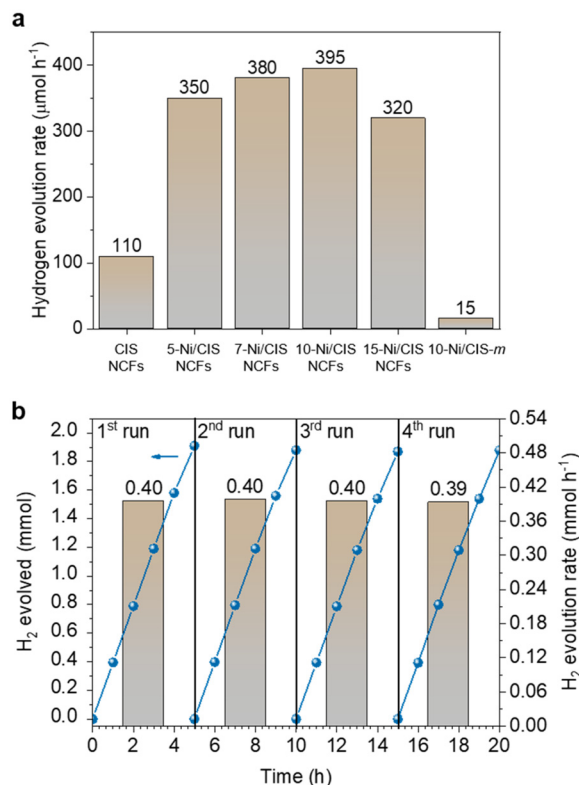 a
Hydrogen evolution rate (μmol h⁻¹)
400
300
200
100
0
110
350
380
395
320
15
CIS NCFs
5-Ni/CIS NCFs
7-Ni/CIS NCFs
10-Ni/CIS NCFs
15-Ni/CIS NCFs
10-Ni/CIS-m
b
H₂ evolved (mmol)
2.0
1.8
1.6
1.4
1.2
1.0
0.8
0.6
0.4
0.2
0.0
1ˢᵗ run
2ⁿᵈ run
3ʳᵈ run
4ᵗʰ run
0.40
0.40
0.40
0.39
0.54
0.48
0.42
0.36
0.30
0.24
0.18
0.12
0.06
0.00
H₂ evolution rate (mmol h⁻¹)
0 2 4 6 8 10 12 14 16 18 20
Time (h)